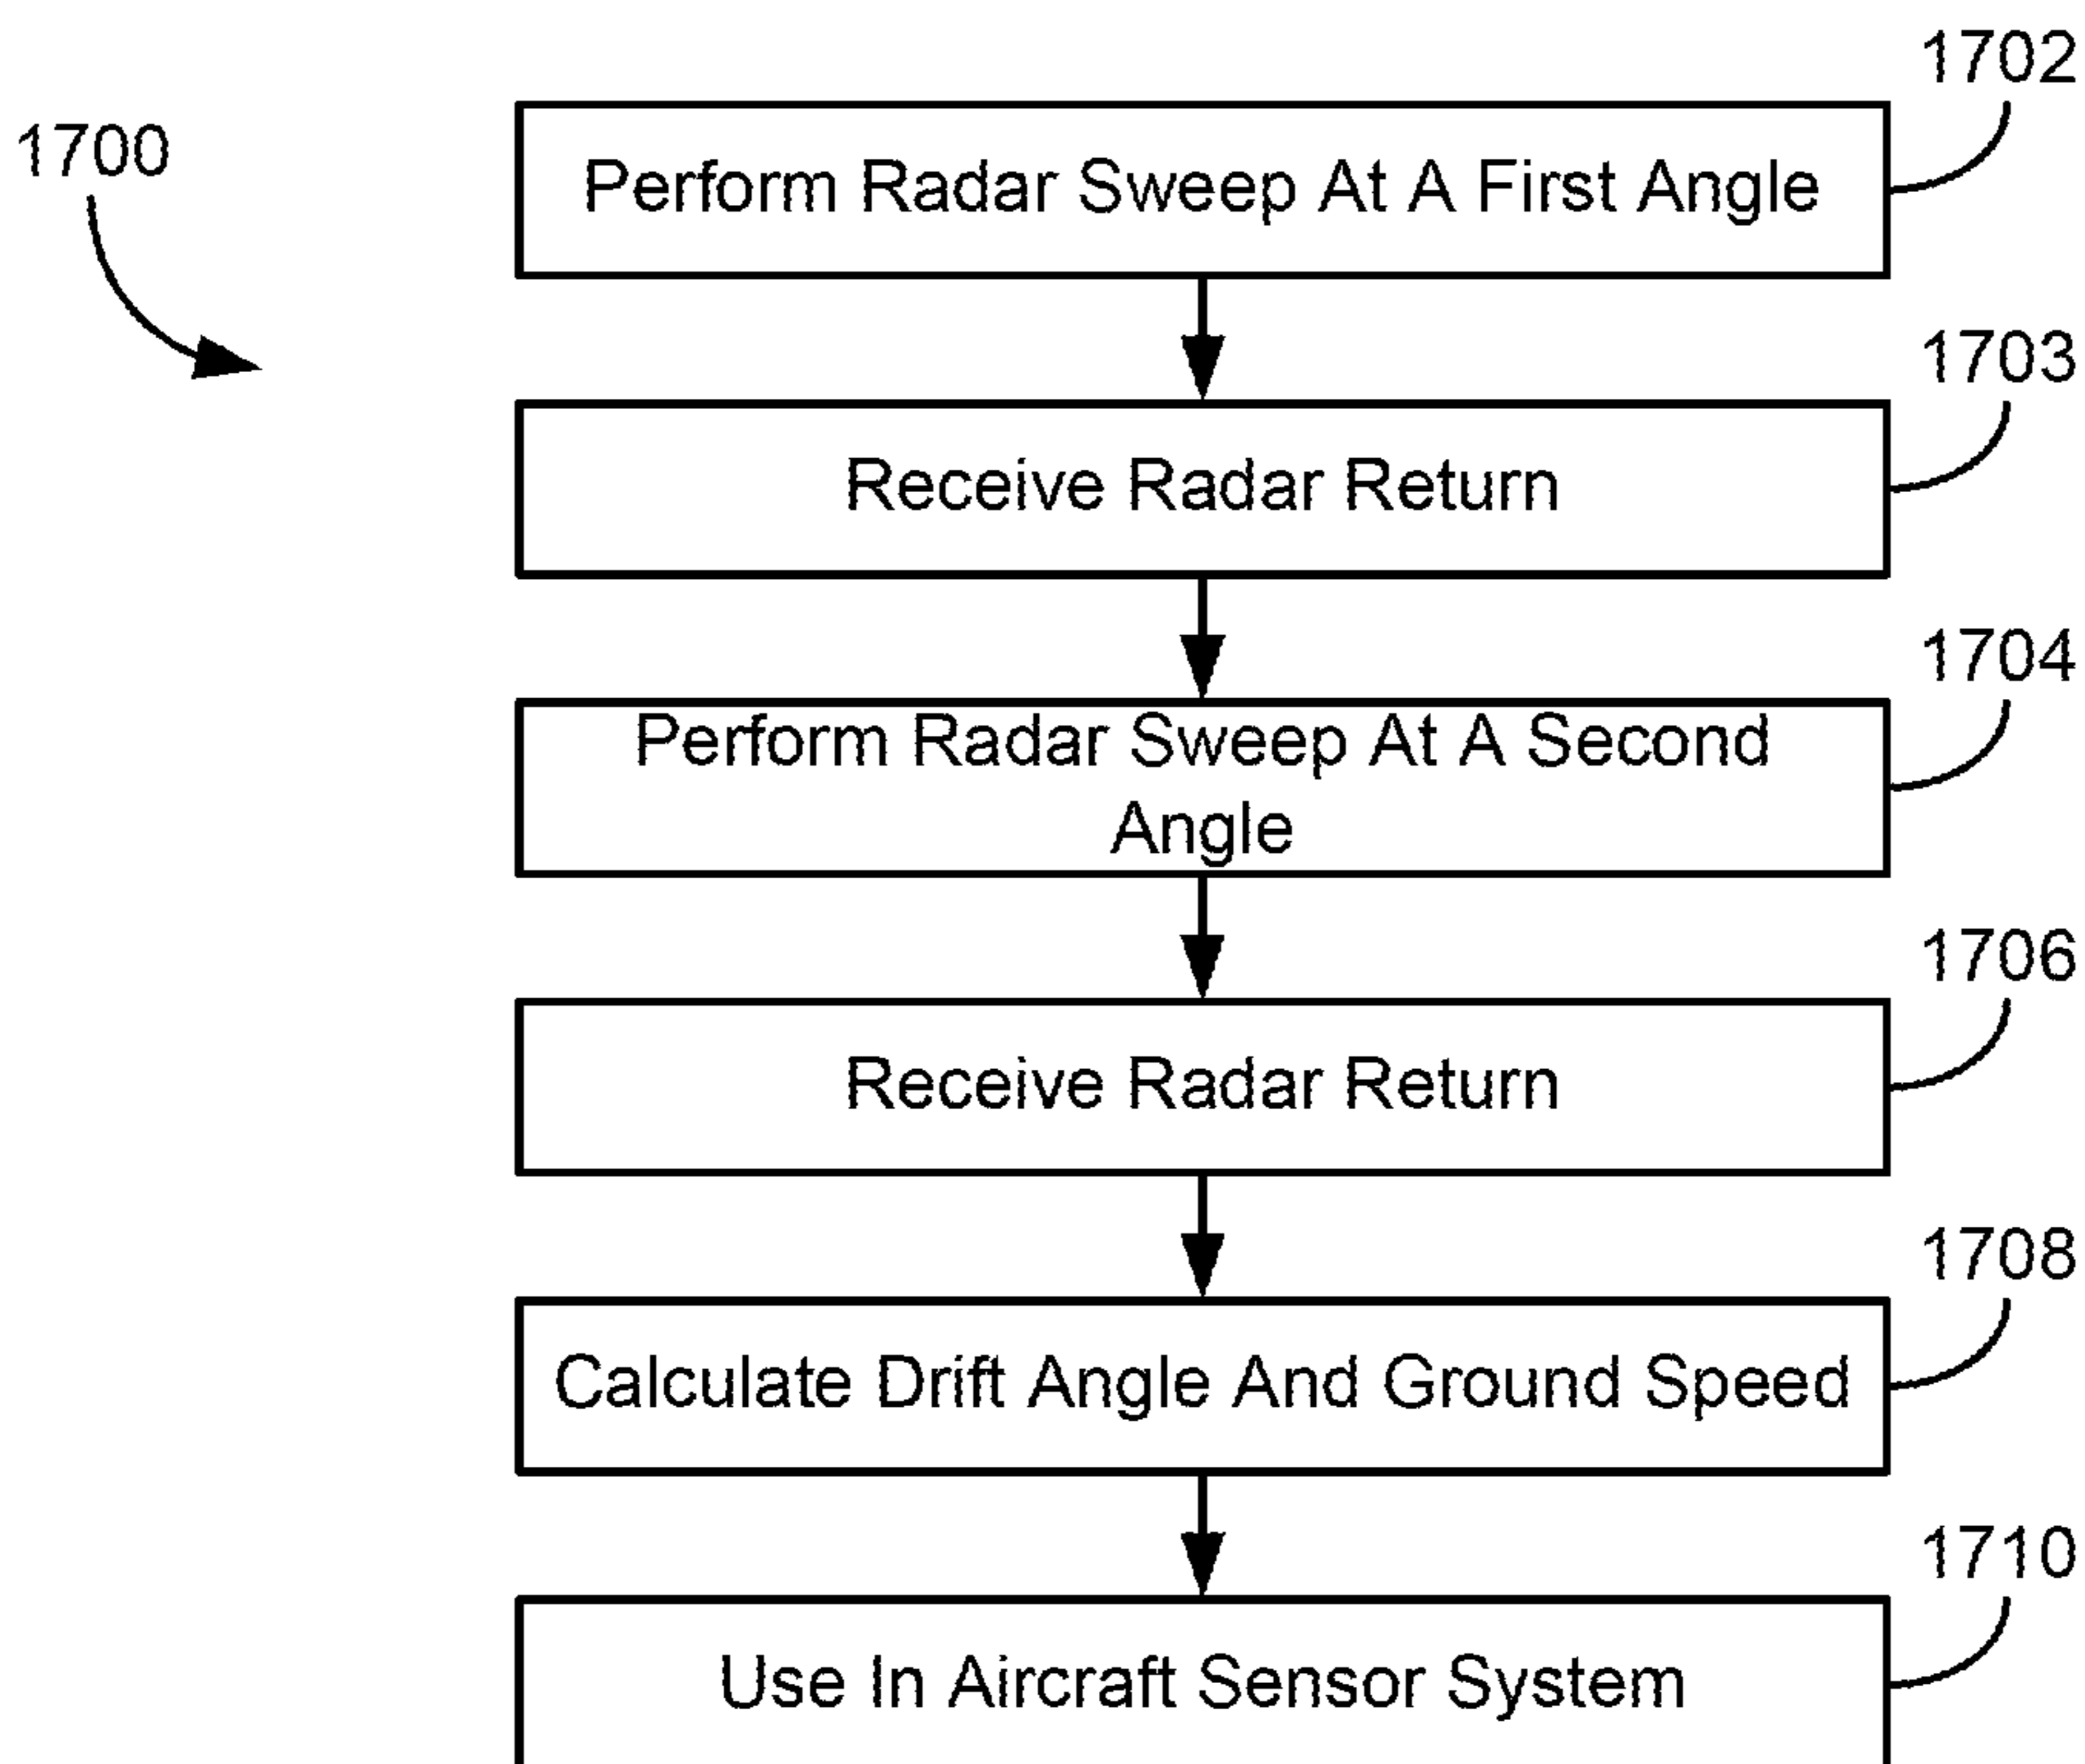 1702
1700
Perform Radar Sweep At A First Angle
1703
Receive Radar Return
1704
Perform Radar Sweep At A Second
Angle
1706
Receive Radar Return
1708
Calculate Drift Angle And Ground Speed
1710
Use In Aircraft Sensor System